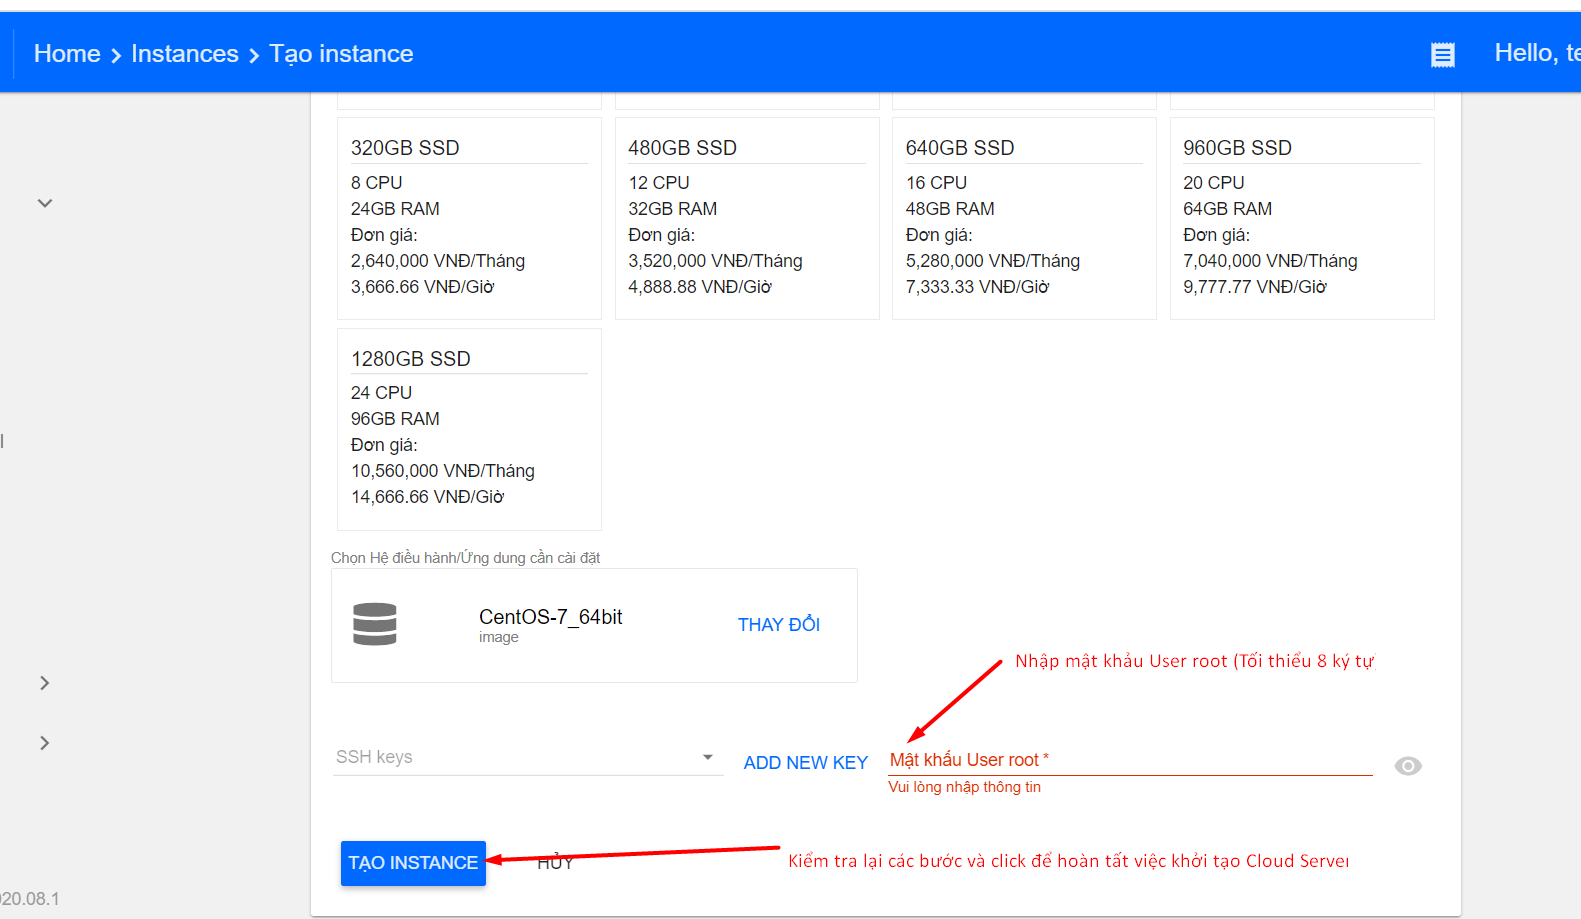 Home > Instances > Tạo instance
Hello, te
320GB SSD
8 CPU
24GB RAM
Đơn giá:
2,640,000 VNĐ/Tháng
3,666.66 VNĐ/Giờ
480GB SSD
12 CPU
32GB RAM
Đơn giá:
3,520,000 VNĐ/Tháng
4,888.88 VNĐ/Giờ
640GB SSD
16 CPU
48GB RAM
Đơn giá:
5,280,000 VNĐ/Tháng
7,333.33 VNĐ/Giờ
960GB SSD
20 CPU
64GB RAM
Đơn giá:
7,040,000 VNĐ/Tháng
9,777.77 VNĐ/Giờ
1280GB SSD
24 CPU
96GB RAM
Đơn giá:
10,560,000 VNĐ/Tháng
14,666.66 VNĐ/Giờ
Chọn Hệ điều hành/Ứng dung cần cài đặt
CentOS-7_64bit
image
THAY ĐỔI
Nhập mật khảu User root (Tối thiểu 8 ký tự)
SSH keys
ADD NEW KEY
Mật khẩu User root *
Vui lòng nhập thông tin
TẠO INSTANCE
HỦY
Kiểm tra lại các bước và click để hoàn tất việc khởi tạo Cloud Server
020.08.1